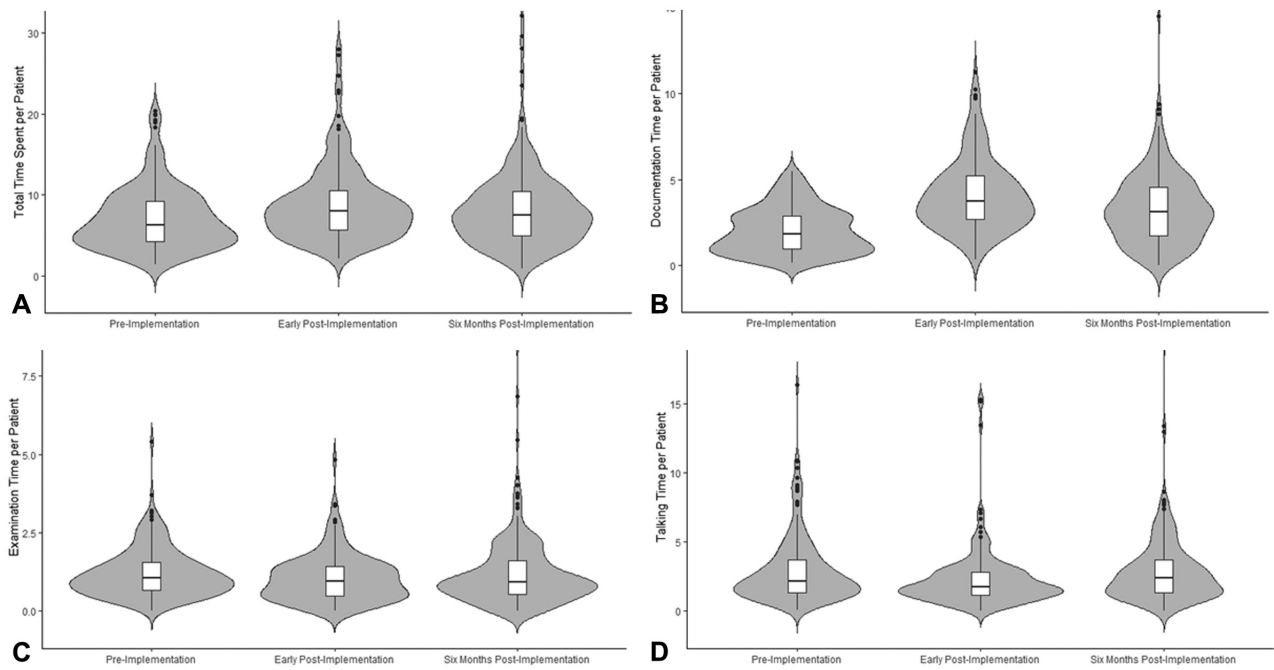 Total Time Spent per Patient
30
20
10
0
A
Pre-Implementation Early Post-Implementation Six Months Post-Implementation
Documentation Time per Patient
10
5
0
B
Pre-Implementation Early Post-Implementation Six Months Post-Implementation
Examination Time per Patient
7.5
5.0
2.5
0.0
C
Pre-Implementation Early Post-Implementation Six Months Post-Implementation
Talking Time per Patient
15
10
5
0
D
Pre-Implementation Early Post-Implementation Six Months Post-Implementation